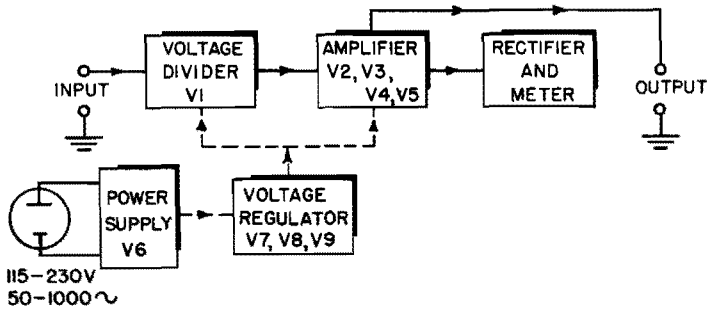 VOLTAGE
DIVIDER
V1
AMPLIFIER
V2, V3,
V4, V5
RECTIFIER
AND
METER
INPUT
OUTPUT
POWER
SUPPLY
V6
VOLTAGE
REGULATOR
V7, V8, V9
115-230V
50-1000~